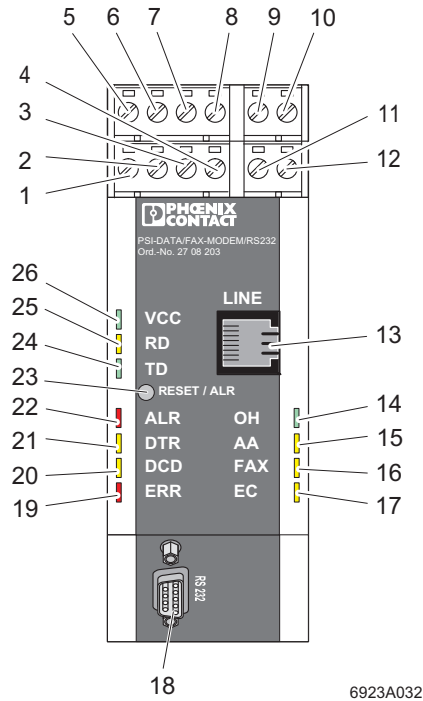 5 6 7 8 9 10
4
3
2
1
11
12
PHŒNIX
CONTACT
PSI-DATA/FAX-MODEM/RS232
Ord.-No. 27 08 203
LINE
26 VCC
25 RD
24 TD
13
23 RESET / ALR
22 ALR OH 14
21 DTR AA 15
20 DCD FAX 16
19 ERR EC 17
RS 232
18
6923A032